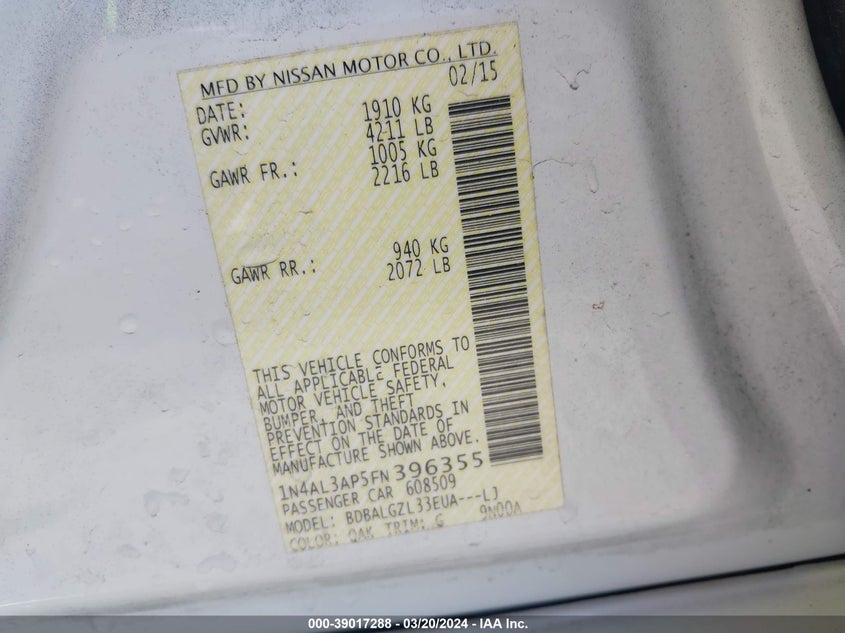 MFD BY NISSAN MOTOR CO., LTD.
DATE: 02/15
GVWR: 1910 KG
4211 LB
GAWR FR.: 1005 KG
2216 LB
GAWR RR.: 940 KG
2072 LB
THIS VEHICLE CONFORMS TO
ALL APPLICABLE FEDERAL
MOTOR VEHICLE SAFETY,
BUMPER, AND THEFT
PREVENTION STANDARDS IN
EFFECT ON THE DATE OF
MANUFACTURE SHOWN ABOVE.
1N4AL3AP5FN396355
PASSENGER CAR 608509
MODEL: BDBALGZL33EUA---LJ
COLOR: QAK TRIM: G 9N00A
000-39017288 - 03/20/2024 - IAA Inc.